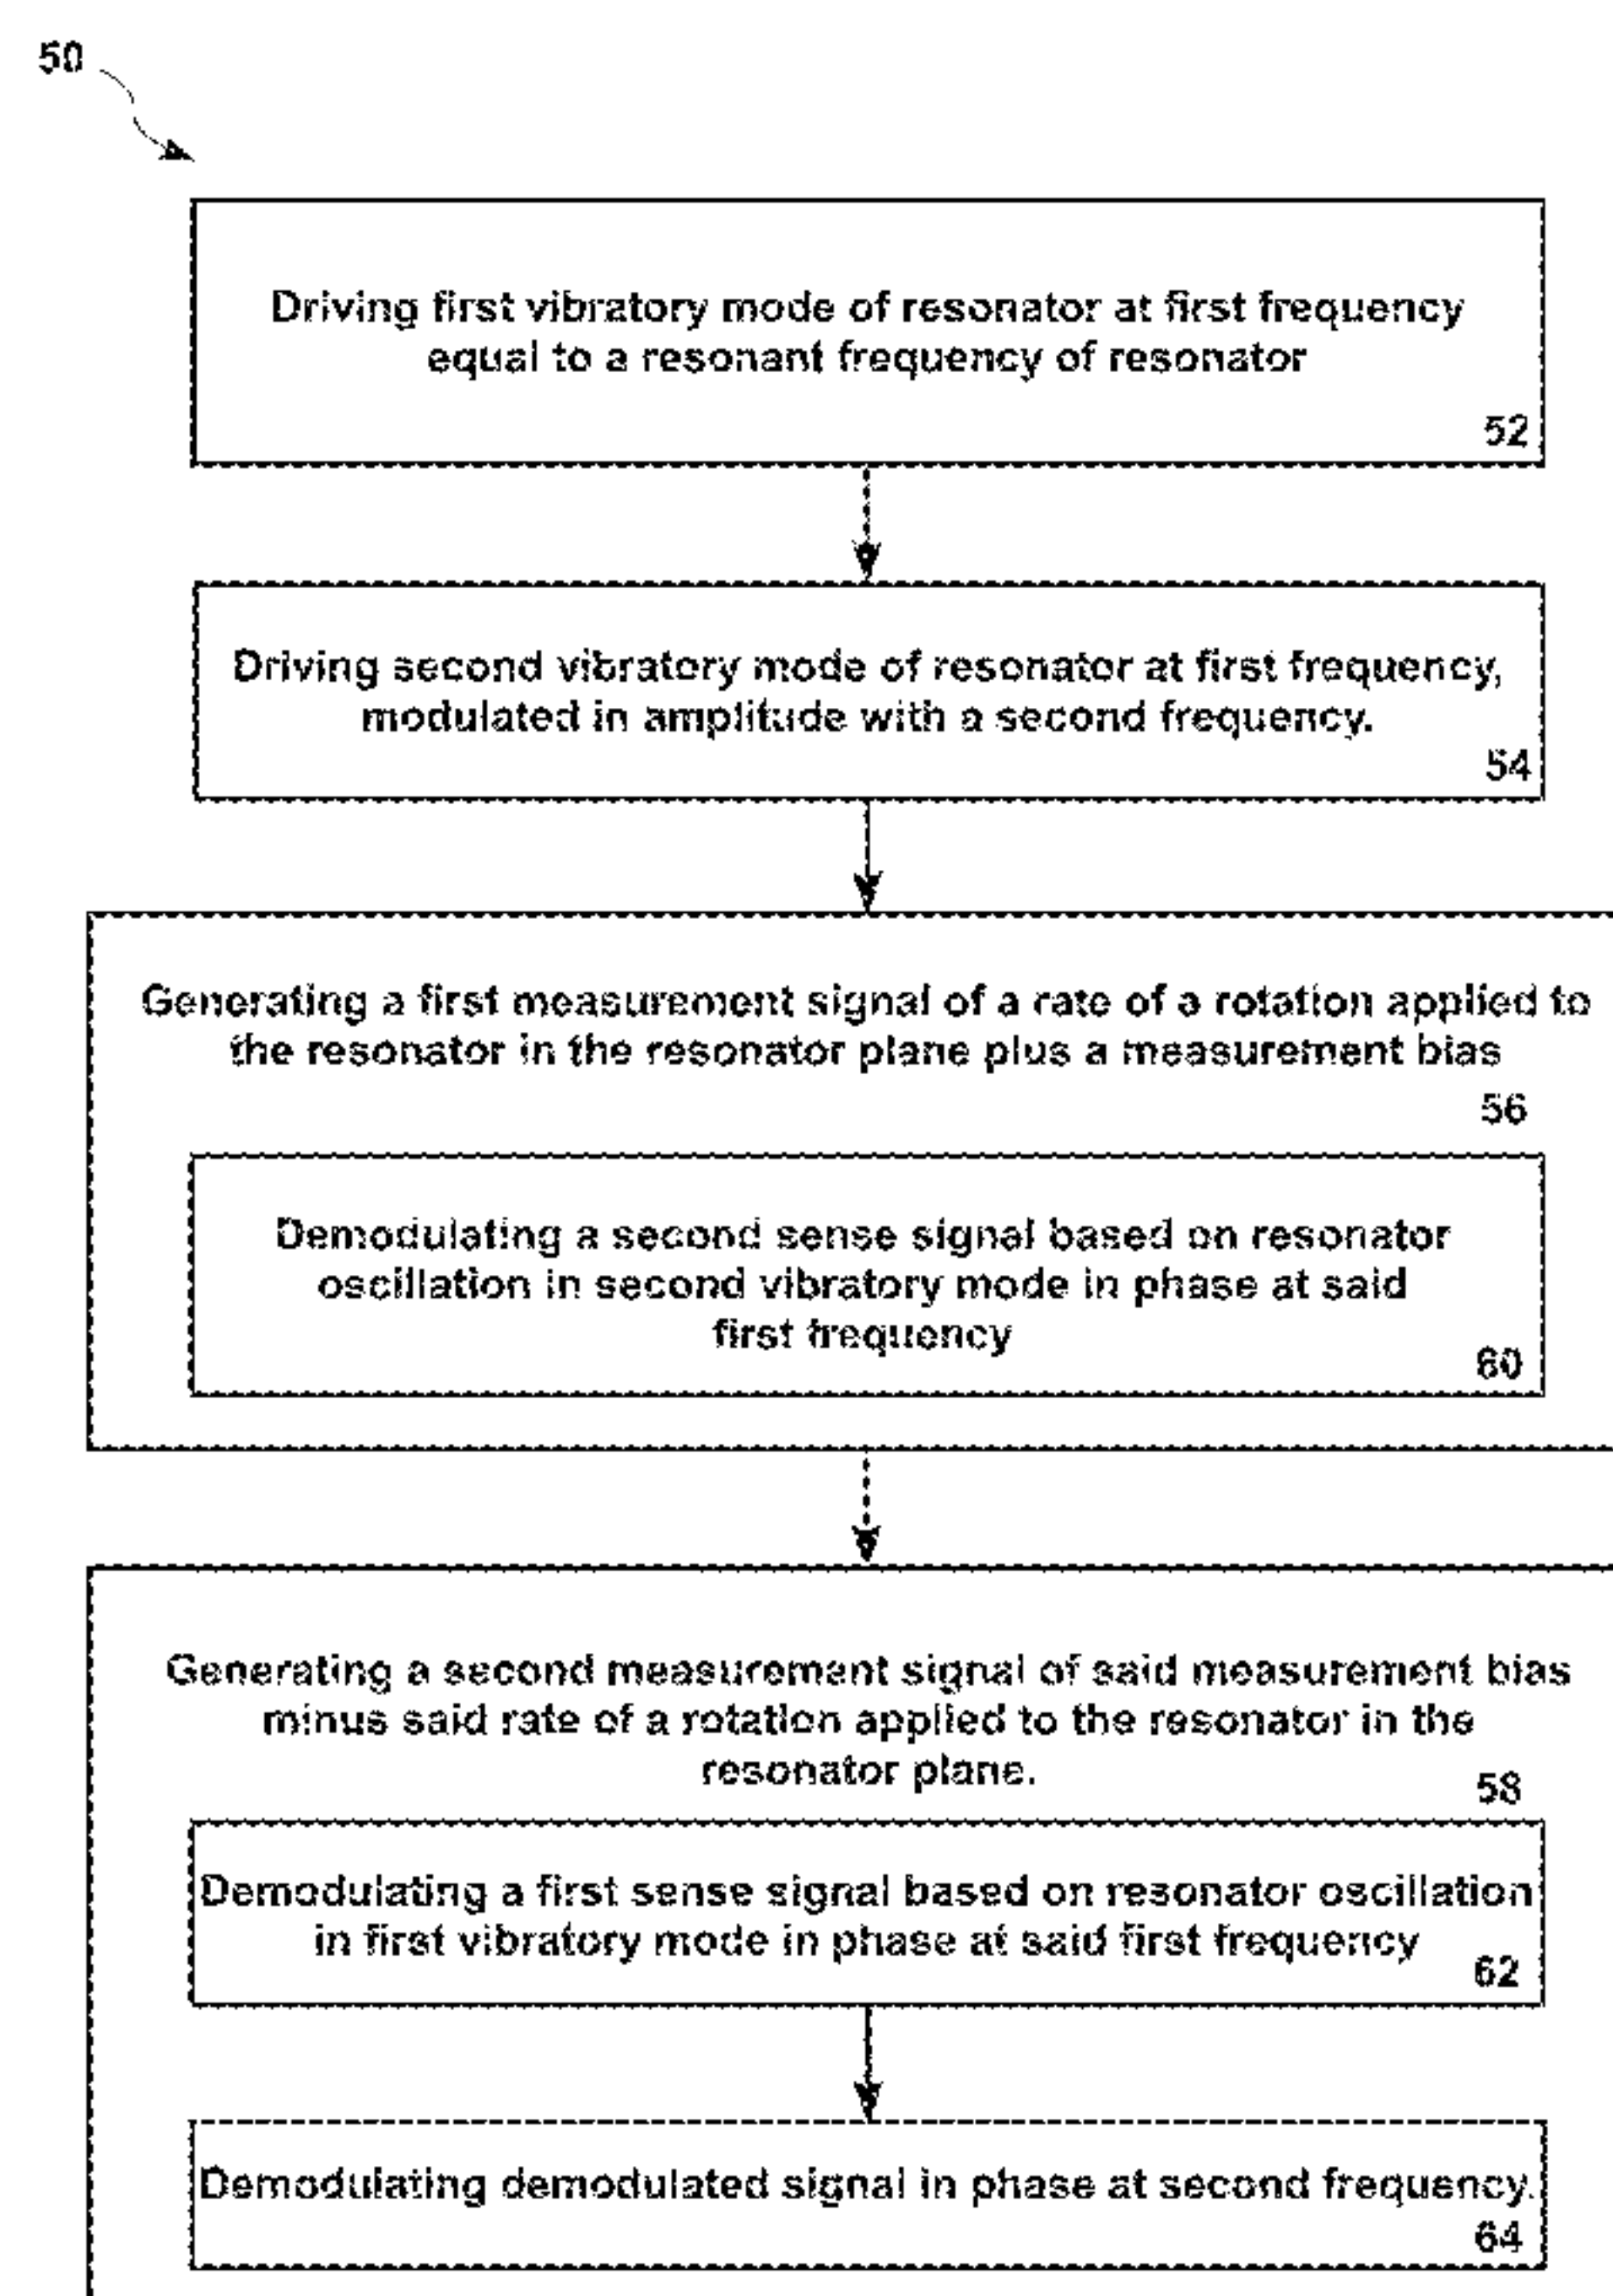 50
Driving first vibratory mode of resonator at first frequency
equal to a resonant frequency of resonator
52
Driving second vibratory mode of resonator at first frequency,
modulated in amplitude with a second frequency.
54
Generating a first measurement signal of a rate of a rotation applied to
the resonator in the resonator plane plus a measurement bias
56
Demodulating a second sense signal based on resonator
oscillation in second vibratory mode in phase at said
first frequency
60
Generating a second measurement signal of said measurement bias
minus said rate of a rotation applied to the resonator in the
resonator plane.
58
Demodulating a first sense signal based on resonator oscillation
in first vibratory mode in phase at said first frequency
62
Demodulating demodulated signal in phase at second frequency.
64